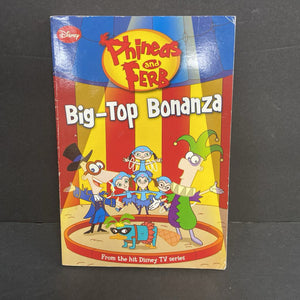 Disney
Phineas
and
Ferb
Big-Top Bonanza
From the hit Disney TV series